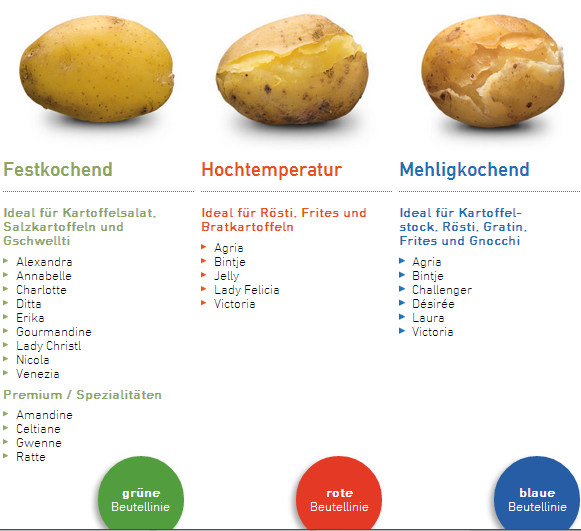 Festkochend
Ideal für Kartoffelsalat,
Salzkartoffeln und
Gschwellti
Alexandra
Annabelle
Charlotte
Ditta
Erika
Gourmandine
Lady Christl
Nicola
Venezia
Premium / Spezialitäten
Amandine
Celtiane
Gwenne
Ratte
grüne
Beutellinie
Hochtemperatur
Ideal für Rösti, Frites und
Bratkartoffeln
Agria
Bintje
Jelly
Lady Felicia
Victoria
rote
Beutellinie
Mehligkochend
Ideal für Kartoffel-
stock, Rösti, Gratin,
Frites und Gnocchi
Agria
Bintje
Challenger
Désirée
Laura
Victoria
blaue
Beutellinie